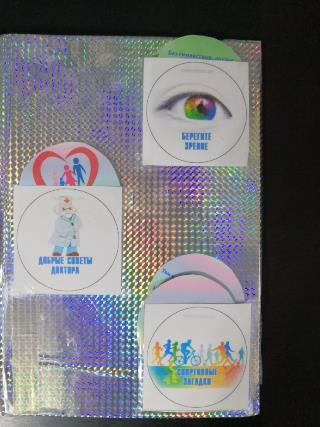 БЕРЕГИТЕ
ЗРЕНИЕ
ДОБРЫЕ СОВЕТЫ
ДОКТОРА
СПОРТИВНЫЕ
ЗАГАДКИ